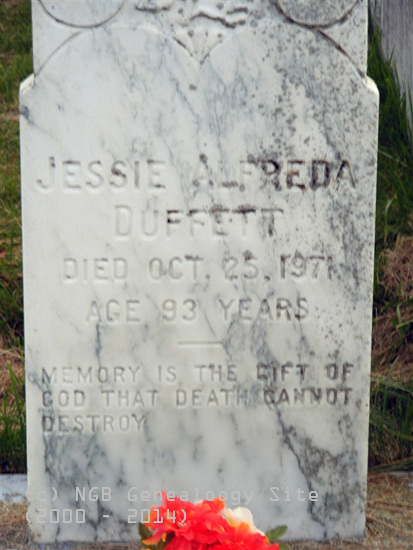 JESSIE ALFREDA
DUFFETT
DIED OCT. 25, 1971
AGE 93 YEARS
MEMORY IS THE GIFT OF
GOD THAT DEATH CANNOT
DESTROY
(c) NGB Genealogy Site
(2000 - 2014)